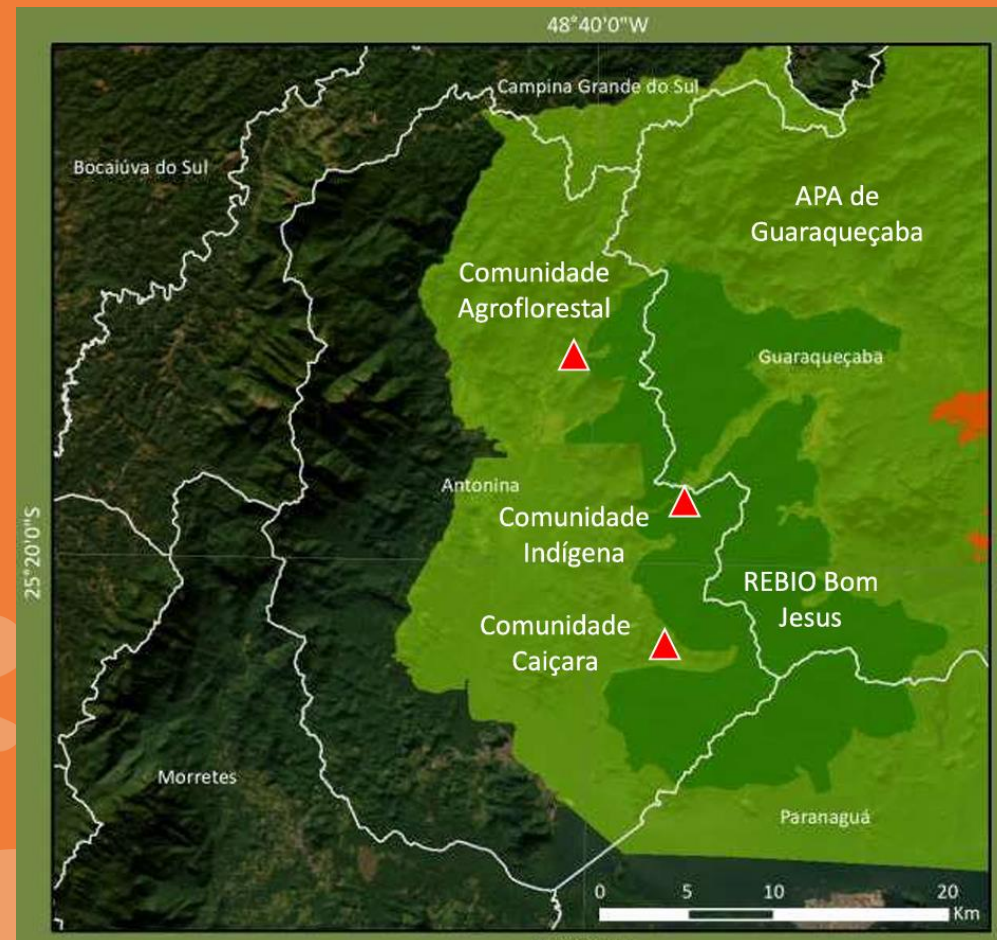 48°40'0"W
Campina Grande do Sul
Bocaiúva do Sul
APA de
Guaraqueçaba
Comunidade
Agroflorestal
Guaraqueçaba
Antonina
Comunidade
Indígena
25°20'0"S
REBIO Bom
Jesus
Comunidade
Caiçara
Morretes
Paranaguá
0 5 10 20
Km